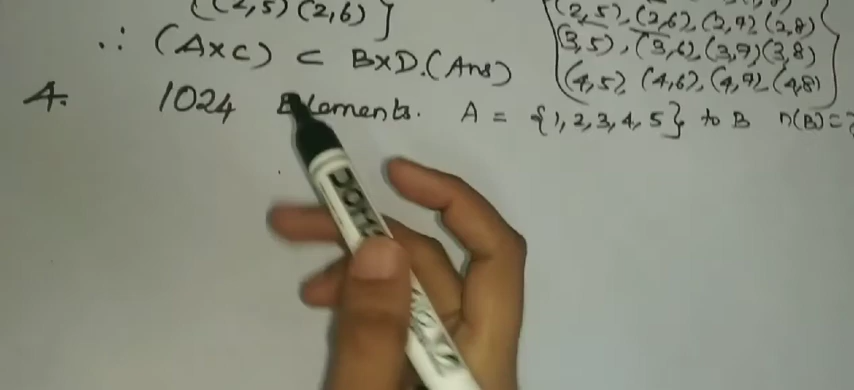 (2,5) (2,6)}
∴ (A×C) ⊂ B×D.(Ans)
(2,5), (2,6), (2,7), (2,8)
(3,5), (3,6), (3,7) (3,8)
(4,5), (4,6), (4,7), (4,8)
4. 1024 Elements. A = {1,2,3,4,5} to B n(B)=
DOMS